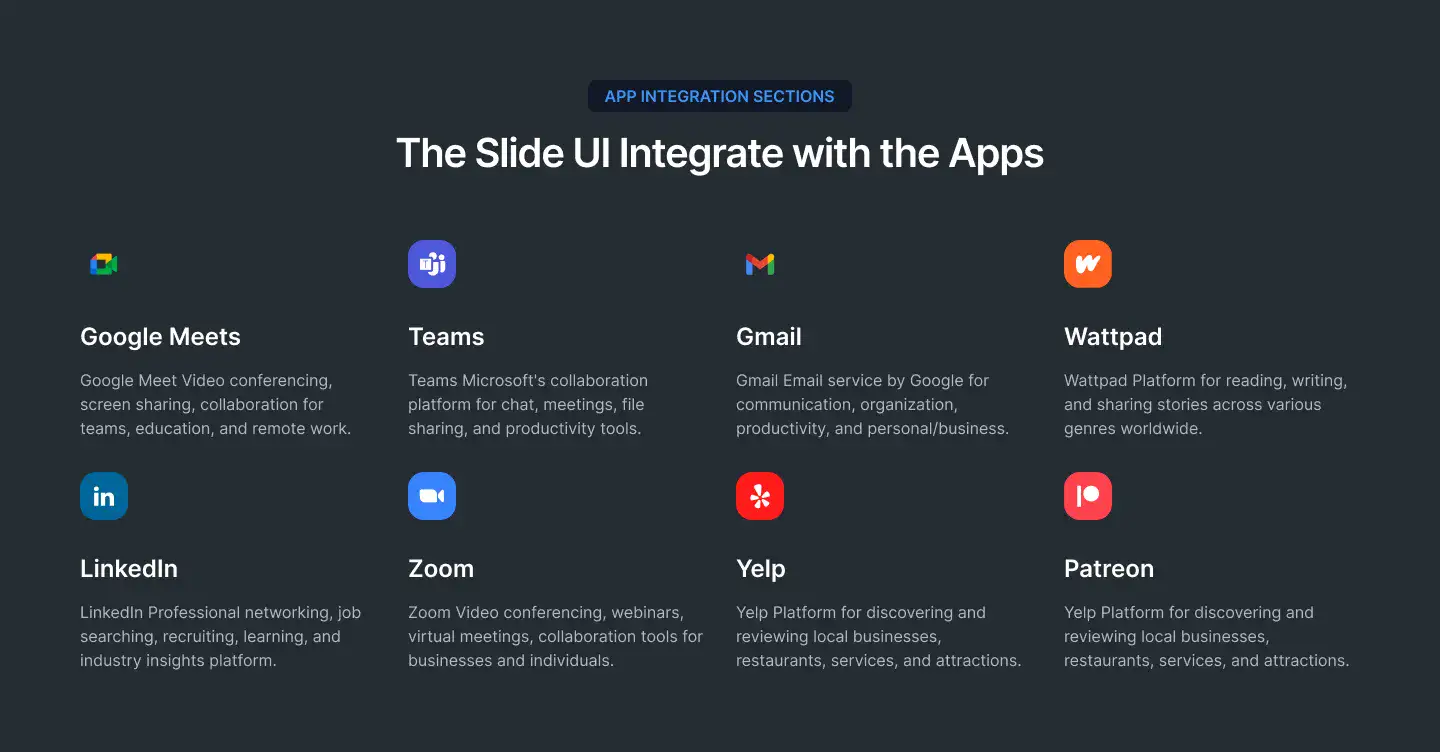 APP INTEGRATION SECTIONS
The Slide UI Integrate with the Apps
Google Meets
Google Meet Video conferencing,
screen sharing, collaboration for
teams, education, and remote work.
Teams
Teams Microsoft's collaboration
platform for chat, meetings, file
sharing, and productivity tools.
Gmail
Gmail Email service by Google for
communication, organization,
productivity, and personal/business.
Wattpad
Wattpad Platform for reading, writing,
and sharing stories across various
genres worldwide.
in
LinkedIn
LinkedIn Professional networking, job
searching, recruiting, learning, and
industry insights platform.
Zoom
Zoom Video conferencing, webinars,
virtual meetings, collaboration tools for
businesses and individuals.
Yelp
Yelp Platform for discovering and
reviewing local businesses,
restaurants, services, and attractions.
Patreon
Yelp Platform for discovering and
reviewing local businesses,
restaurants, services, and attractions.